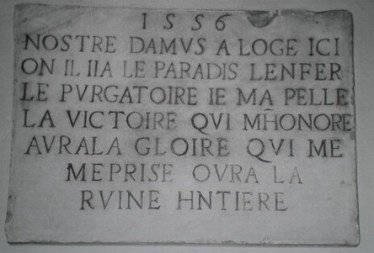 1556
NOSTRE DAMVS A LOGE ICI
ON IL HA LE PARADIS LENFER
LE PVRGATOIRE IE MA PELLE
LA VICTOIRE QVI MHONORE
AVRALA GLOIRE QVI ME
MEPRISE OVRA LA
RVINE HNTIERE